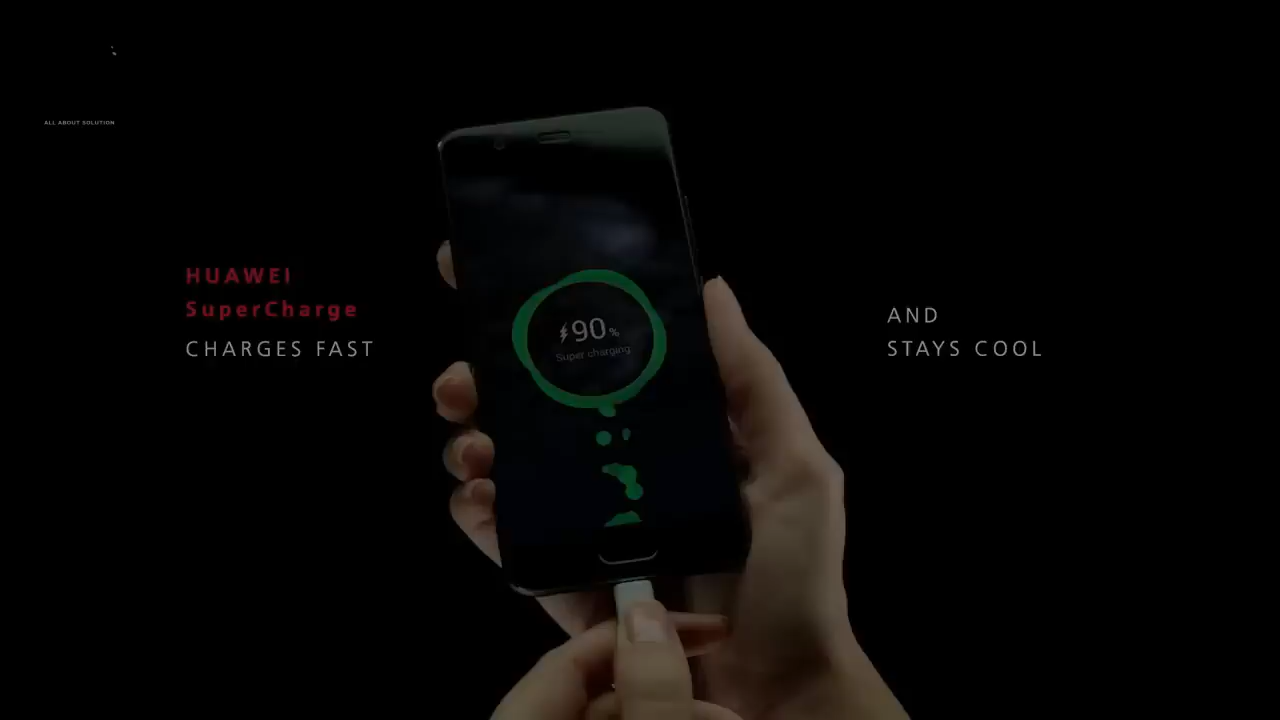 ALL ABOUT SOLUTION
HUAWEI
SuperCharge
CHARGES FAST
90%
Super charging
AND
STAYS COOL